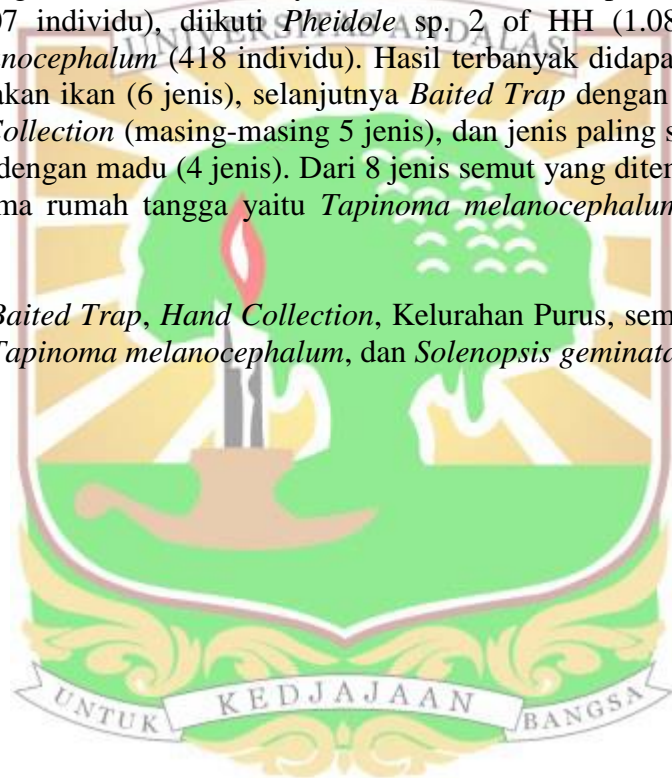 07 individu), diikuti Pheidole sp. 2 of HH (1.08
UNIVERSITAS ANDALAS
nocephalum (418 individu). Hasil terbanyak didapa
akan ikan (6 jenis), selanjutnya Baited Trap dengan
Collection (masing-masing 5 jenis), dan jenis paling s
dengan madu (4 jenis). Dari 8 jenis semut yang diten
ma rumah tangga yaitu Tapinoma melanocephalum
Baited Trap, Hand Collection, Kelurahan Purus, sem
Tapinoma melanocephalum, dan Solenopsis geminata
UNTUK KEDJAJAAN BANGSA